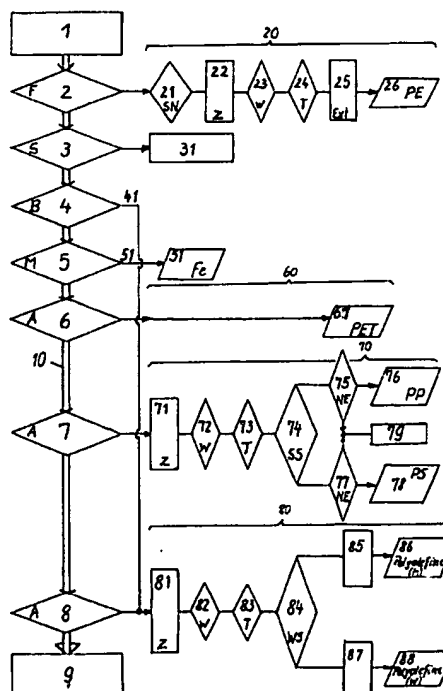 1
20
F 2
21 SN
22 Z
23 W
24 T
25 Ext
26 PE
S 3
31
41
B 4
M 5
51
51 Fe
60
A 6
61 PET
10
70
A 7
71 Z
72 W
73 T
74 SS
75 NE
76 PP
79
77 NE
78 PS
80
A 8
81 Z
82 W
83 T
84 WS
85
86 Polyolefine (h)
87
88 Polyolefine (w)
9